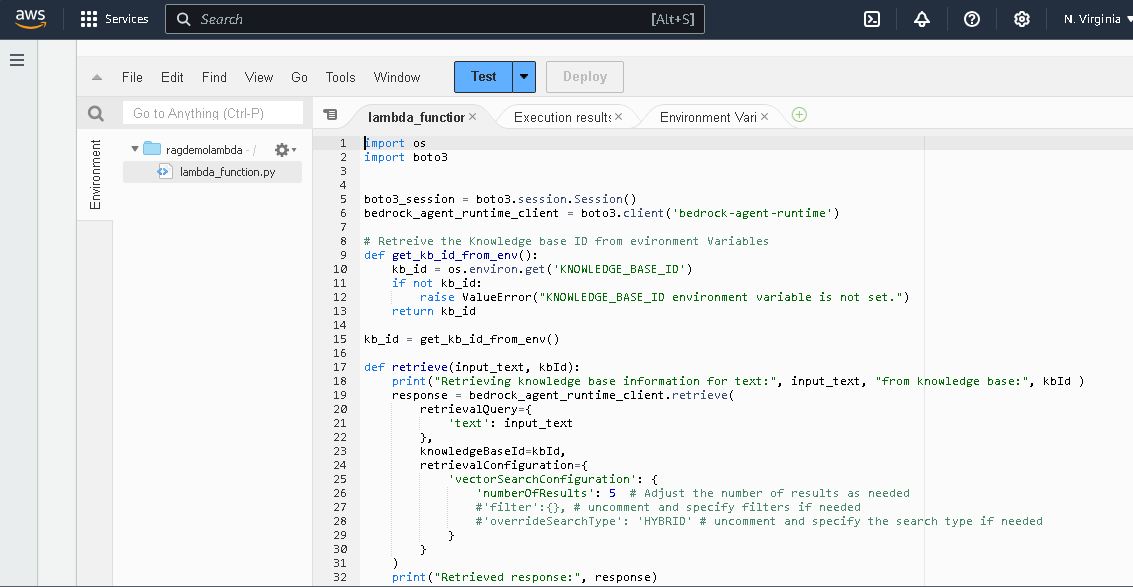 aws Services Search [Alt+S] N. Virginia
File Edit Find View Go Tools Window Test Deploy
Go to Anything (Ctrl-P)
lambda_function Execution results Environment Vari
Environment
ragdemolambda - /
lambda_function.py
1 import os
2 import boto3
3
4
5 boto3_session = boto3.session.Session()
6 bedrock_agent_runtime_client = boto3.client('bedrock-agent-runtime')
7
8 # Retreive the Knowledge base ID from evironment Variables
9 def get_kb_id_from_env():
10 kb_id = os.environ.get('KNOWLEDGE_BASE_ID')
11 if not kb_id:
12 raise ValueError("KNOWLEDGE_BASE_ID environment variable is not set.")
13 return kb_id
14
15 kb_id = get_kb_id_from_env()
16
17 def retrieve(input_text, kbId):
18 print("Retrieving knowledge base information for text:", input_text, "from knowledge base:", kbId )
19 response = bedrock_agent_runtime_client.retrieve(
20 retrievalQuery={
21 'text': input_text
22 },
23 knowledgeBaseId=kbId,
24 retrievalConfiguration={
25 'vectorSearchConfiguration': {
26 'numberOfResults': 5 # Adjust the number of results as needed
27 #'filter':{}, # uncomment and specify filters if needed
28 #'overrideSearchType': 'HYBRID' # uncomment and specify the search type if needed
29 }
30 }
31 )
32 print("Retrieved response:", response)